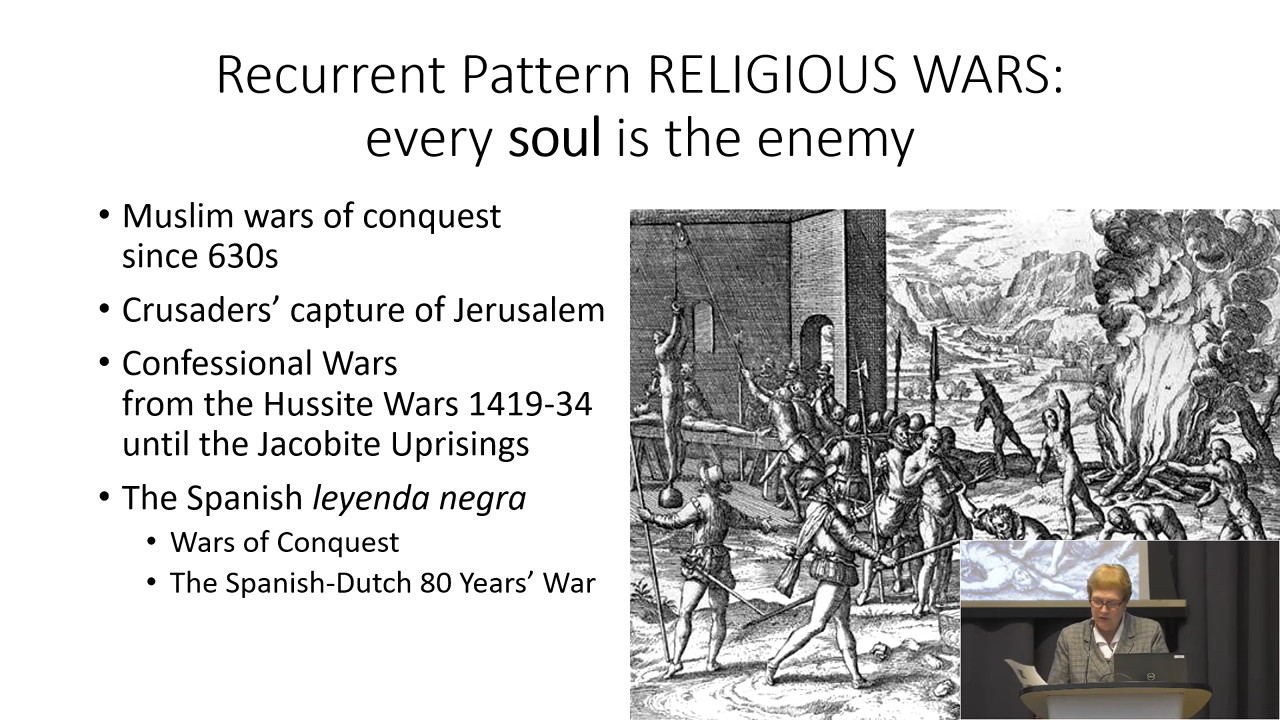 Recurrent Pattern RELIGIOUS WARS:
every soul is the enemy
• Muslim wars of conquest
since 630s
• Crusaders’ capture of Jerusalem
• Confessional Wars
from the Hussite Wars 1419-34
until the Jacobite Uprisings
• The Spanish leyenda negra
• Wars of Conquest
• The Spanish-Dutch 80 Years’ War